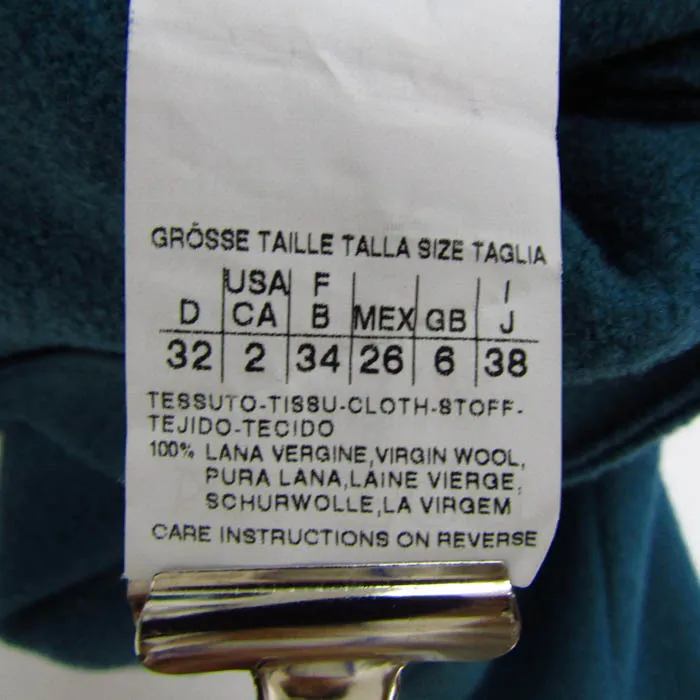 GRÖSSE TAILLE TALLA SIZE TAGLIA
USA F I
D CA B MEX GB J
32 2 34 26 6 38
TESSUTO-TISSU-CLOTH-STOFF-
TEJIDO-TECIDO
100% LANA VERGINE,VIRGIN WOOL,
PURA LANA,LAINE VIERGE,
SCHURWOLLE,LA VIRGEM
CARE INSTRUCTIONS ON REVERSE